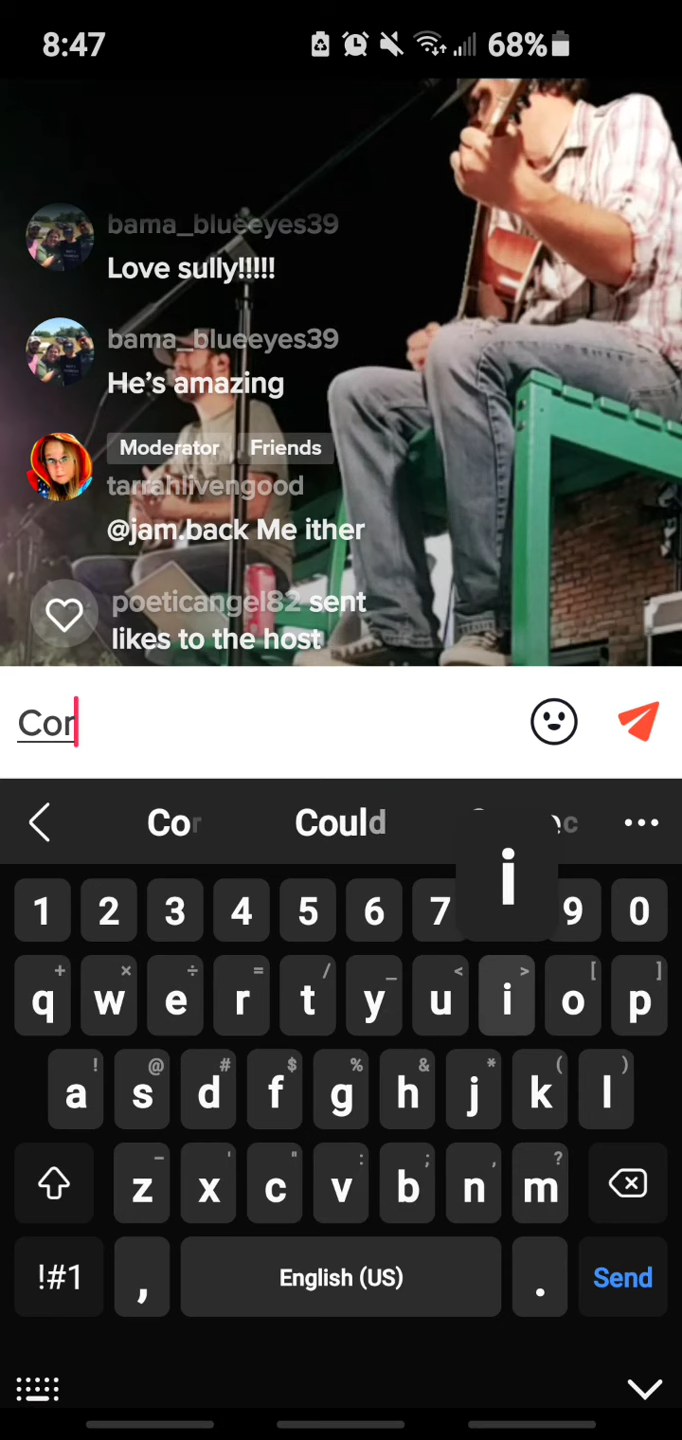 8:47 68%
bama_blueeyes39
Love sully!!!!!
bama_blueeyes39
He's amazing
Moderator Friends
tarrahlivengood
@jam.back Me ither
poeticangel82 sent
likes to the host
Cor
Cor Could
i
1 2 3 4 5 6 7 9 0
+ × ÷ = / _ < > [ ]
q w e r t y u i o p
! @ # $ % & * ( )
a s d f g h j k l
- ' " : ; , ?
z x c v b n m
!#1 , English (US) . Send